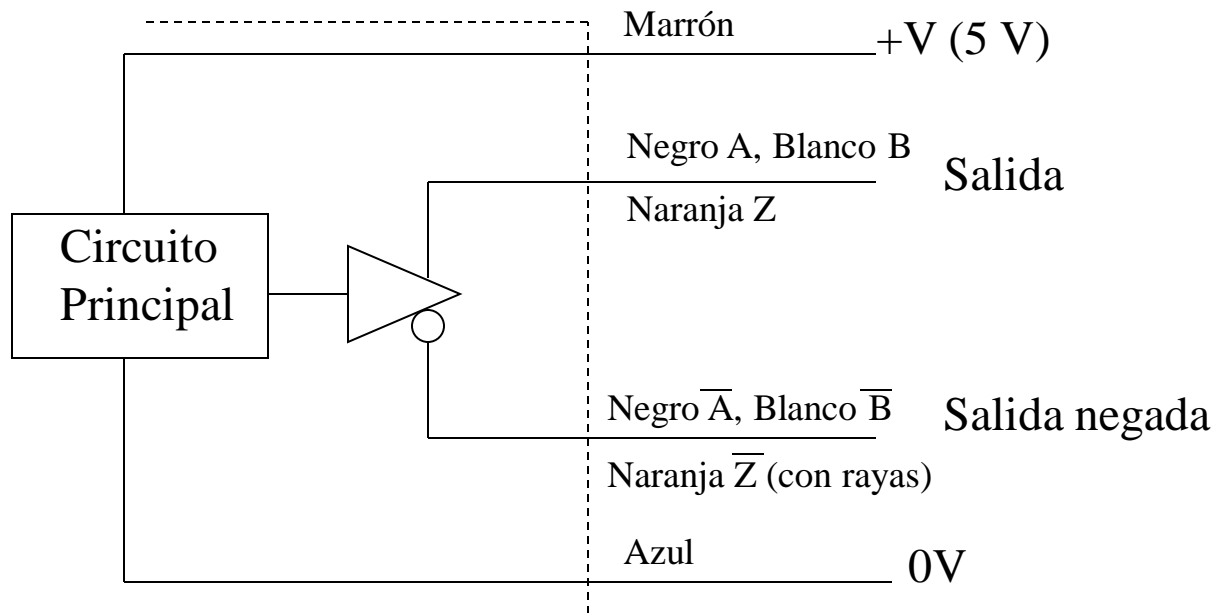 Marrón
+V (5 V)
Negro A, Blanco B
Salida
Naranja Z
Circuito
Principal
Negro A̅, Blanco B̅
Salida negada
Naranja Z̅ (con rayas)
Azul
0V